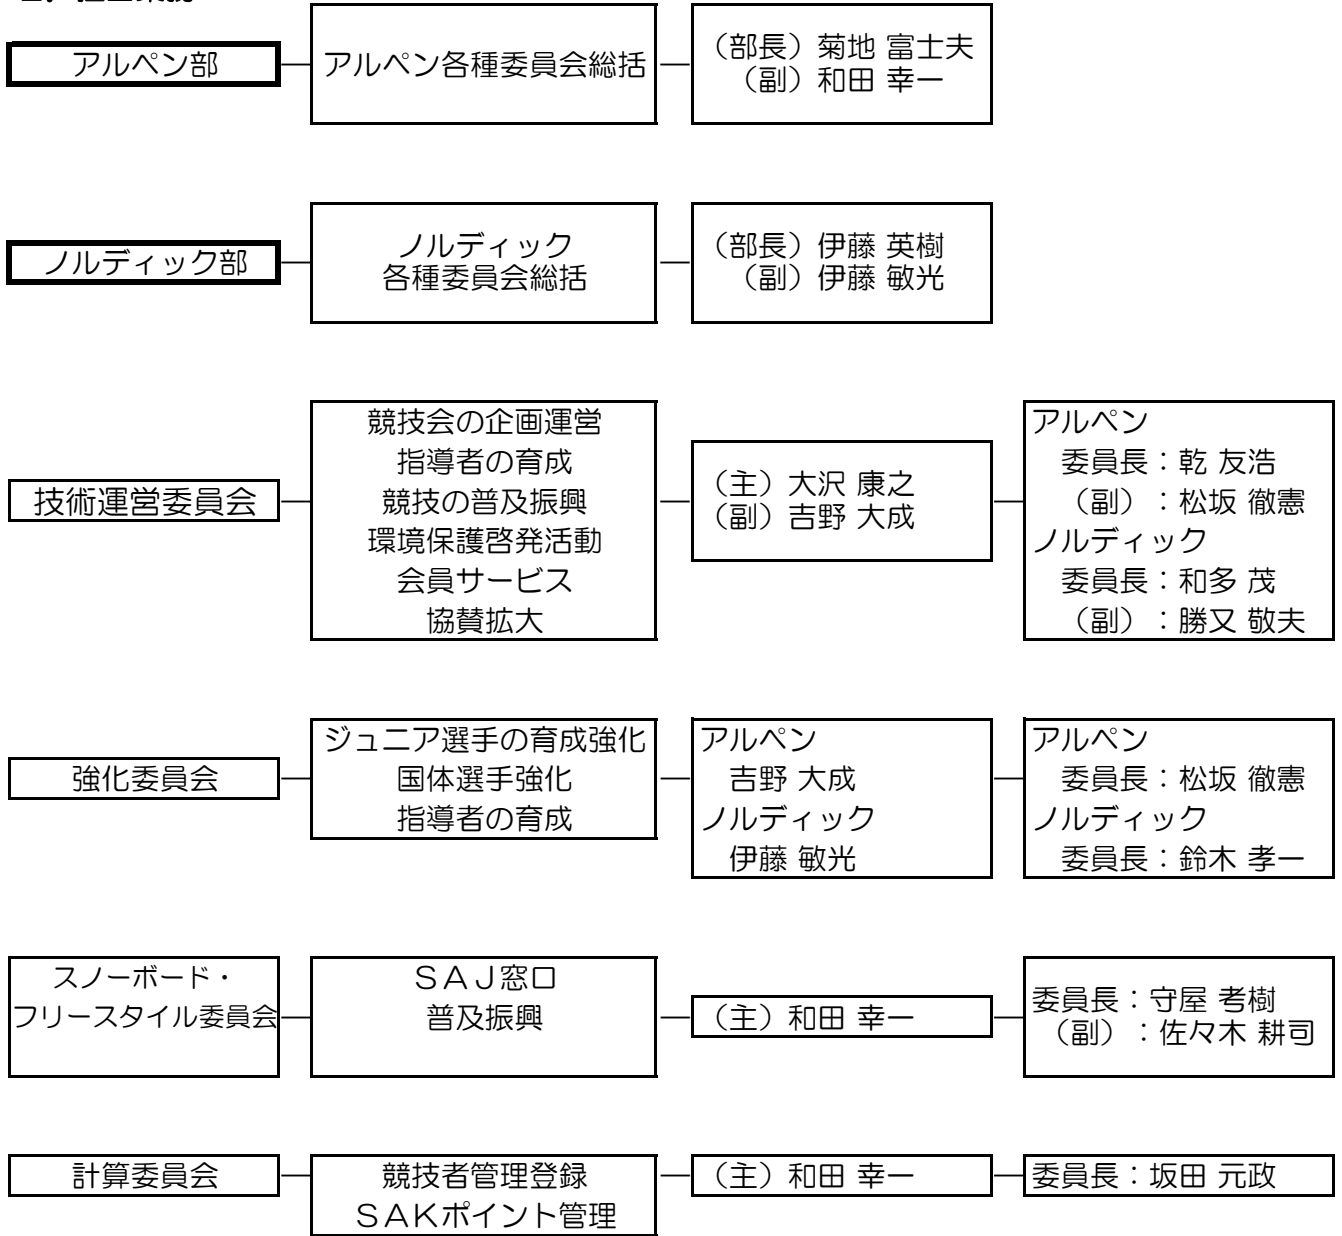 アルペン部
アルペン各種委員会総括
（部長）菊地 富士夫
（副）和田 幸一
ノルディック部
ノルディック
各種委員会総括
（部長）伊藤 英樹
（副）伊藤 敏光
技術運営委員会
競技会の企画運営
指導者の育成
競技の普及振興
環境保護啓発活動
会員サービス
協賛拡大
（主）大沢 康之
（副）吉野 大成
アルペン
委員長：乾 友浩
（副）：松坂 徹憲
ノルディック
委員長：和多 茂
（副）：勝又 敬夫
強化委員会
ジュニア選手の育成強化
国体選手強化
指導者の育成
アルペン
吉野 大成
ノルディック
伊藤 敏光
アルペン
委員長：松坂 徹憲
ノルディック
委員長：鈴木 孝一
スノーボード・
フリースタイル委員会
ＳＡＪ窓口
普及振興
（主）和田 幸一
委員長：守屋 考樹
（副）：佐々木 耕司
計算委員会
競技者管理登録
ＳＡＫポイント管理
（主）和田 幸一
委員長：坂田 元政